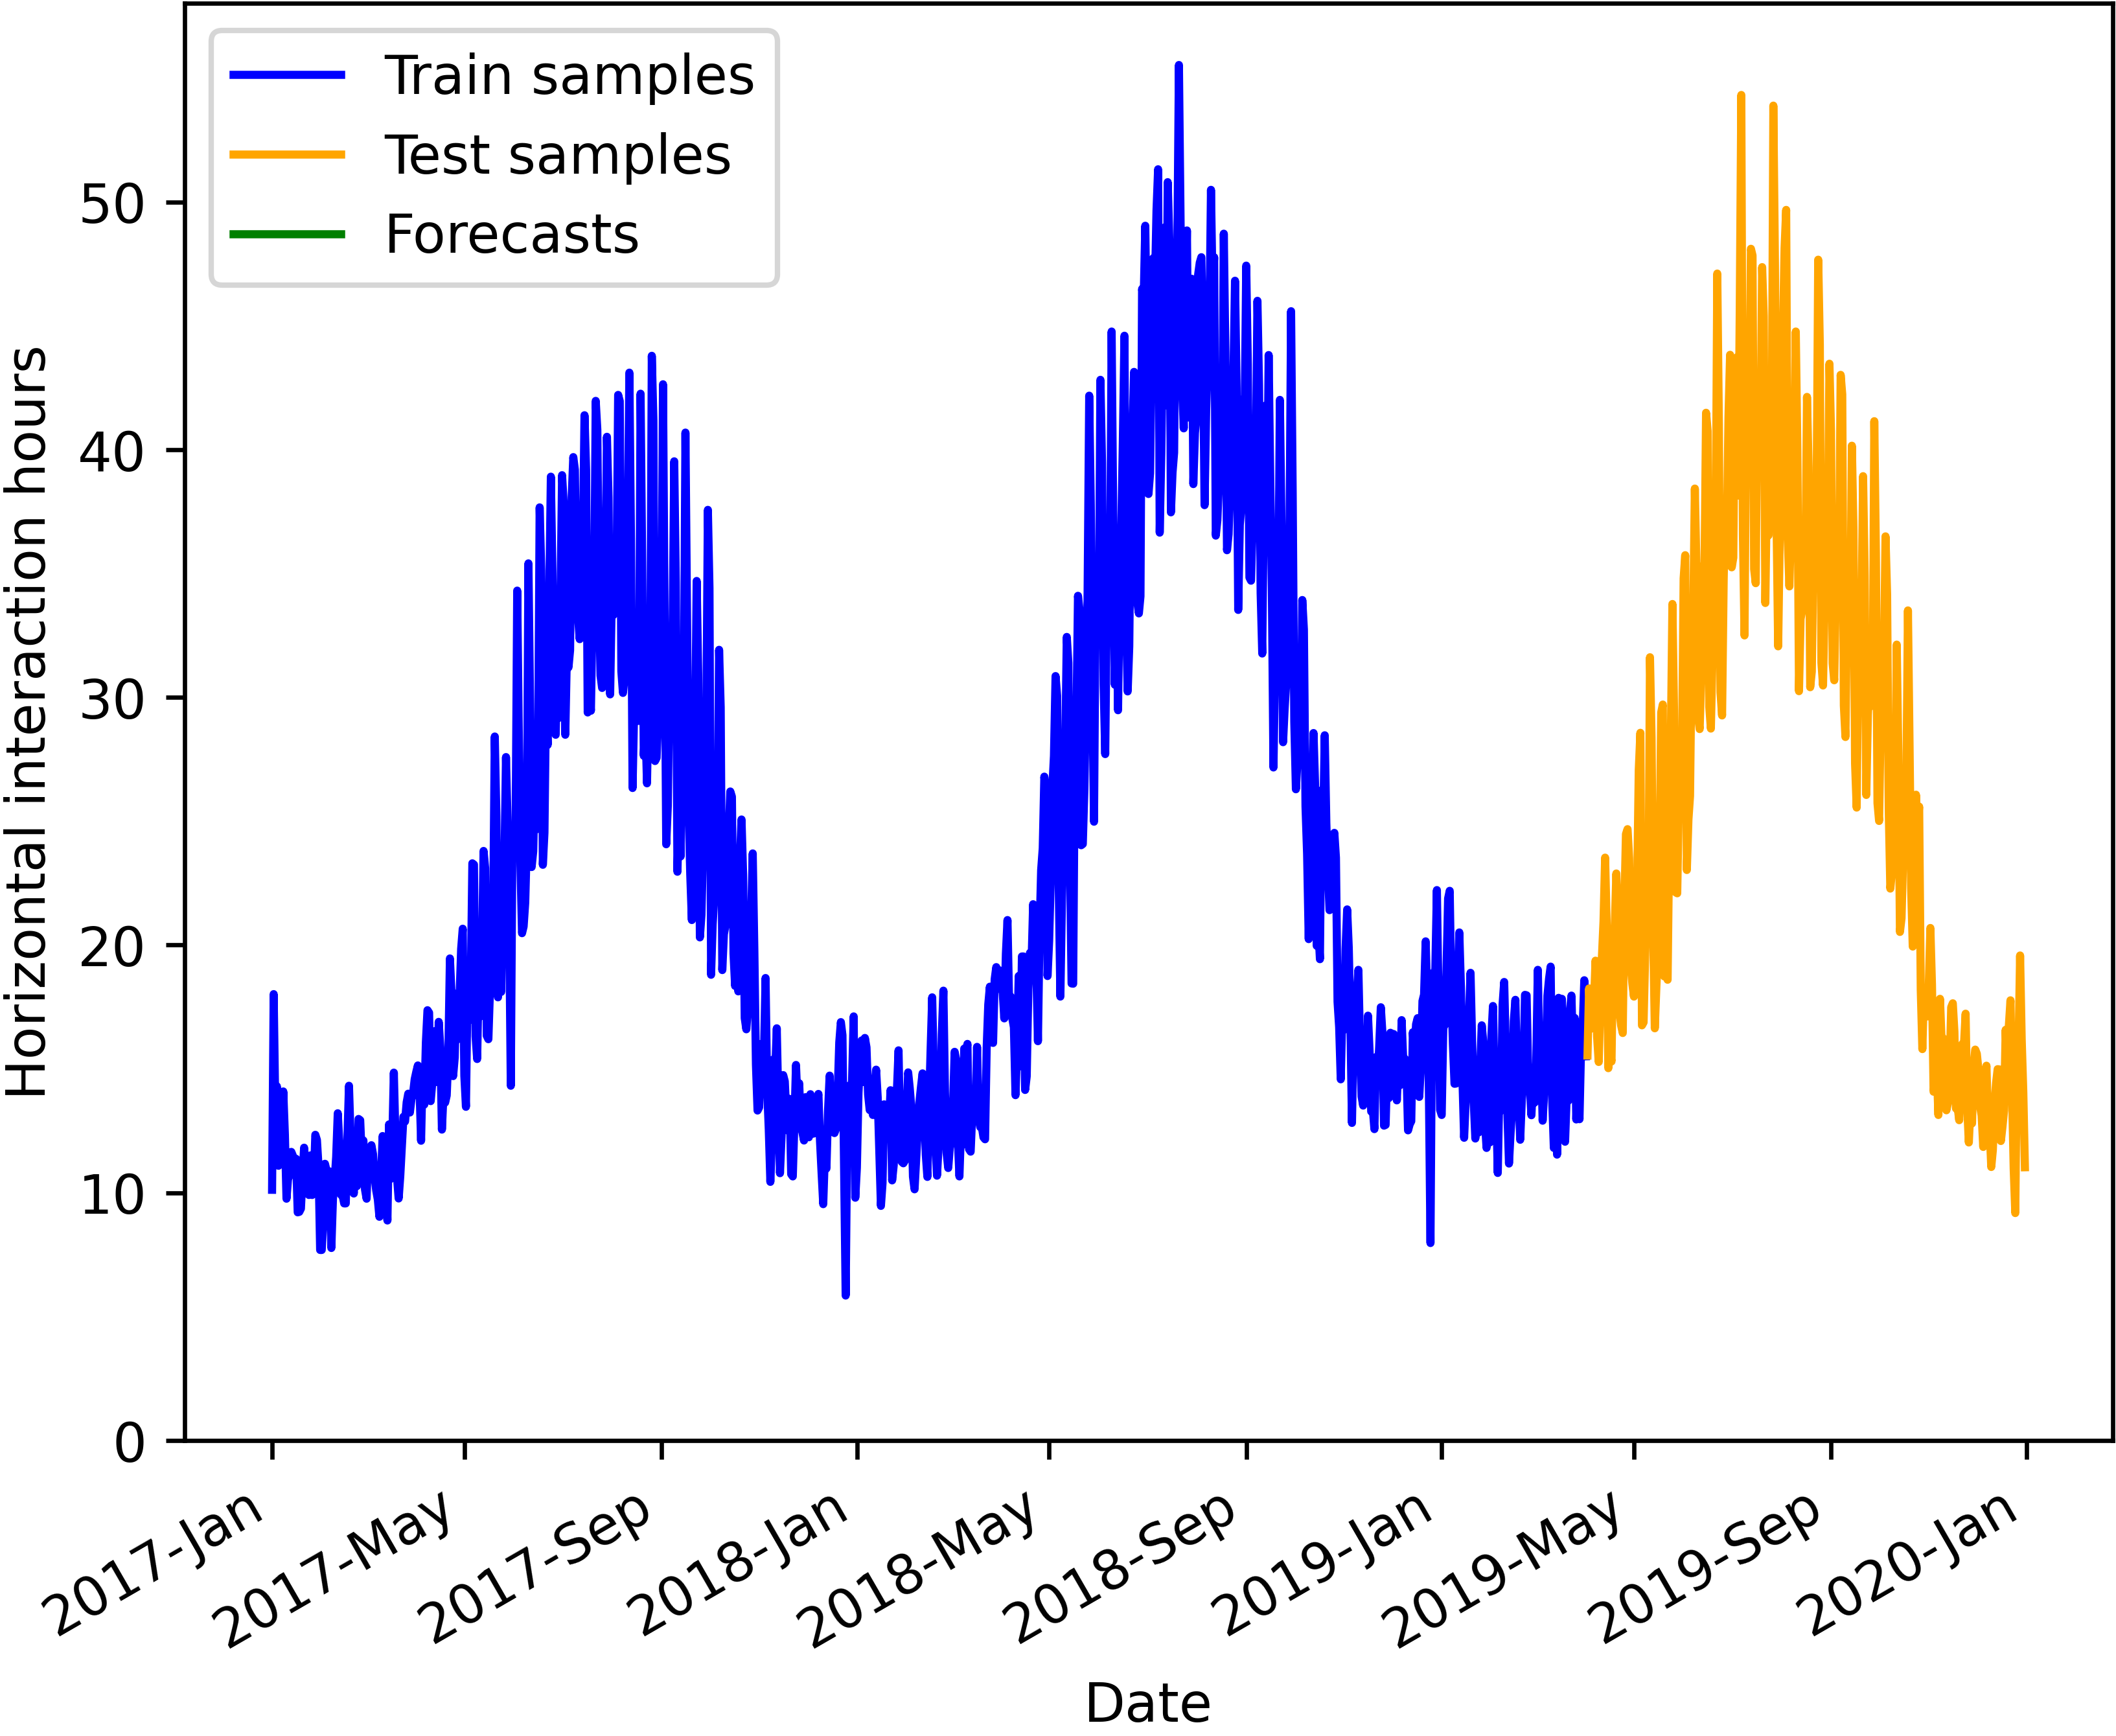 Train samples
Test samples
Forecasts
Horizontal interaction hours
50
40
30
20
10
0
2017-Jan
2017-May
2017-Sep
2018-Jan
2018-May
2018-Sep
2019-Jan
2019-May
2019-Sep
2020-Jan
Date